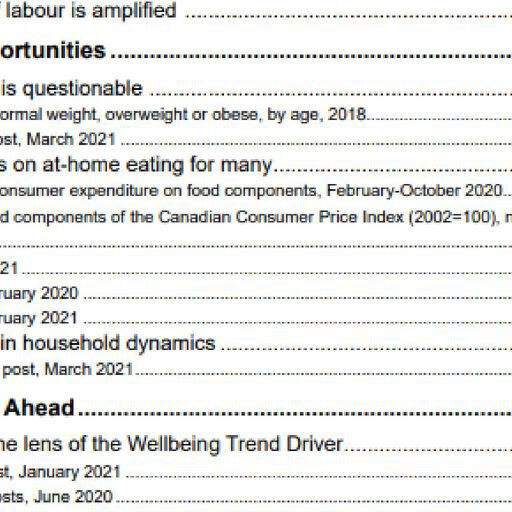 f labour is amplified ..........................................................
ortunities ..........................................................
is questionable ..........................................................
ormal weight, overweight or obese, by age, 2018..........................................................
ost, March 2021 ..........................................................
s on at-home eating for many..........................................................
onsumer expenditure on food components, February-October 2020..
d components of the Canadian Consumer Price Index (2002=100), n
..........................................................
21..........................................................
ruary 2020 ..........................................................
ruary 2021 ..........................................................
in household dynamics ..........................................................
post, March 2021..........................................................
Ahead..........................................................
ne lens of the Wellbeing Trend Driver..........................................................
st, January 2021 ..........................................................
osts, June 2020 ..........................................................